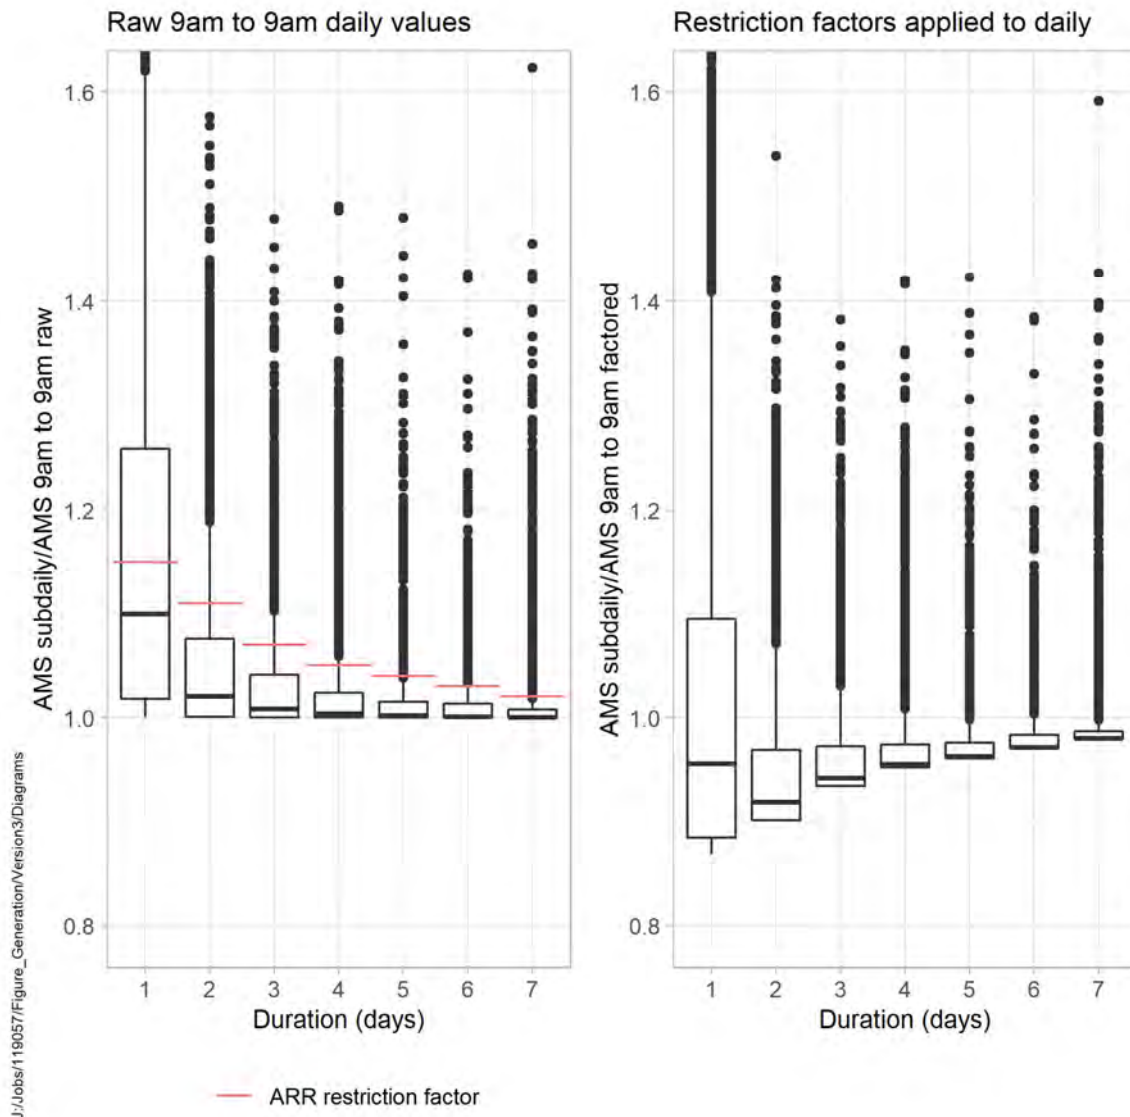 Raw 9am to 9am daily values
AMS subdaily/AMS 9am to 9am raw
1.6
1.4
1.2
1.0
0.8
1 2 3 4 5 6 7
Duration (days)
Restriction factors applied to daily
AMS subdaily/AMS 9am to 9am factored
1.6
1.4
1.2
1.0
0.8
1 2 3 4 5 6 7
Duration (days)
ARR restriction factor
J:/Jobs/119057/Figure_Generation/Version3/Diagrams